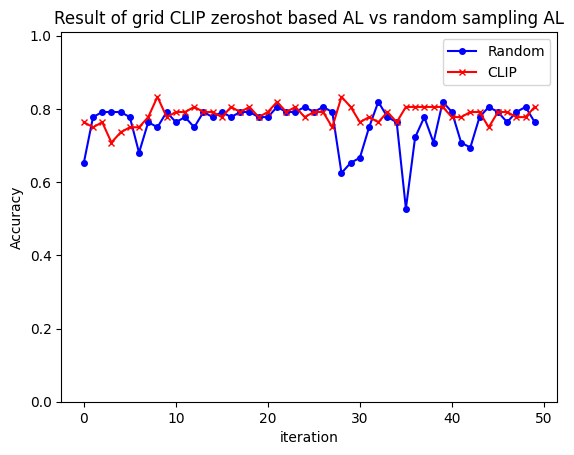 Result of grid CLIP zeroshot based AL vs random sampling AL
Random
CLIP
1.0
0.8
0.6
0.4
0.2
0.0
Accuracy
0 10 20 30 40 50
iteration